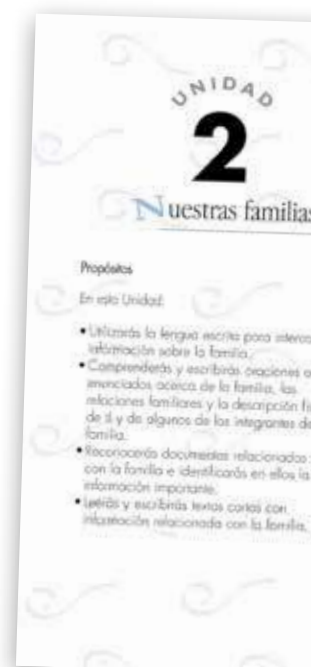 UNIDAD
2
Nuestras familias
Propósitos
En esta Unidad:
• Utilizarás la lengua escrita para
información sobre la familia.
• Comprenderás y escribirás oraciones o
enunciados acerca de la familia, las
relaciones familiares y la descripción
de ti y de algunos de los integrantes de
familia.
• Reconocerás documentos relacionados
con la familia e identificarás en ellos la
información importante.
• Leerás y escribirás textos cortos con
información relacionada con la familia.